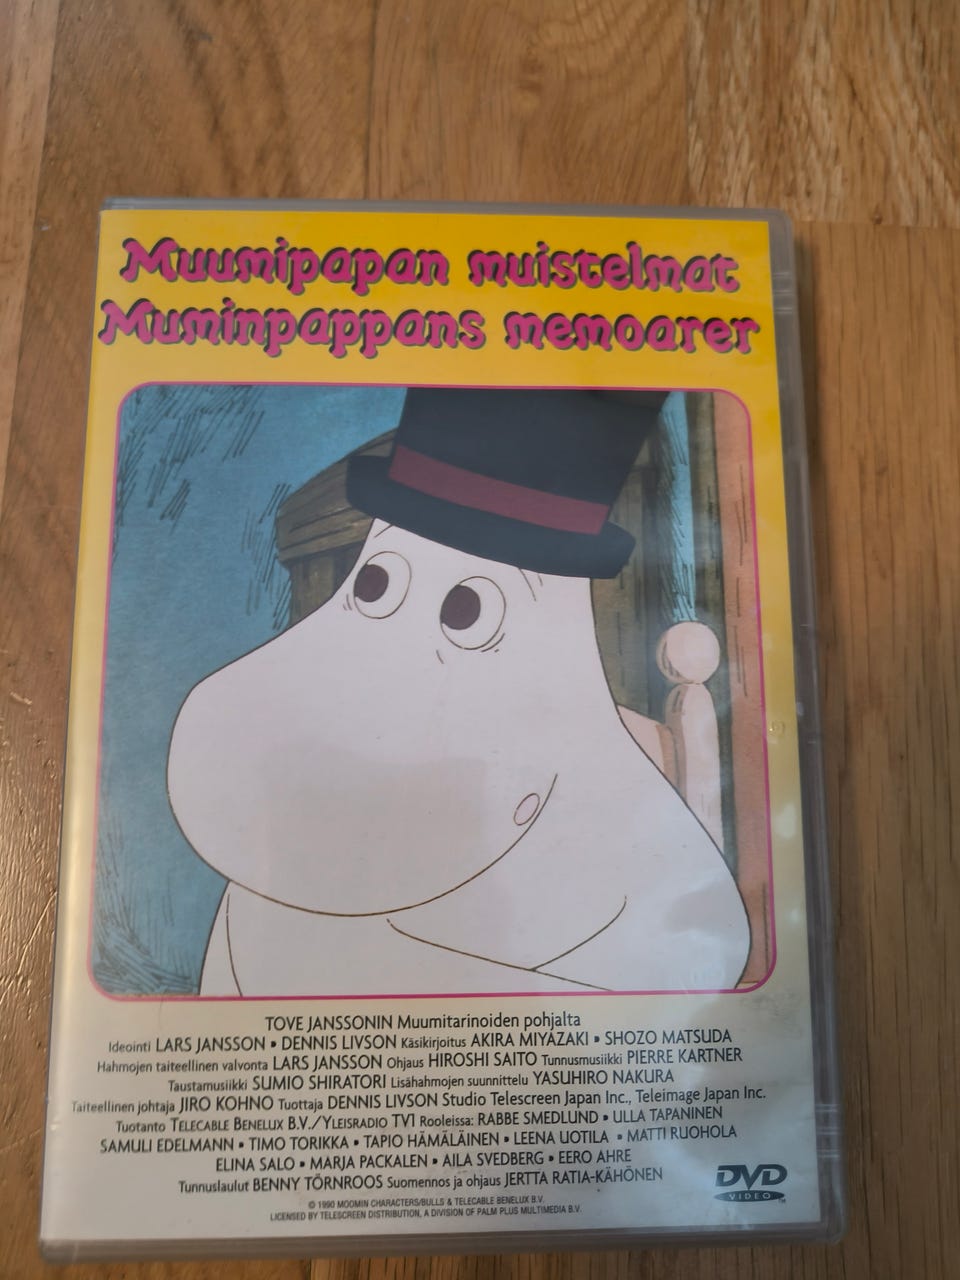 Muumipapan muistelmat
Muminpappans memoarer
TOVE JANSSONIN Muumitarinoiden pohjalta
Ideointi LARS JANSSON • DENNIS LIVSON Käsikirjoitus AKIRA MIYAZAKI • SHOZO MATSUDA
Hahmojen taiteellinen valvonta LARS JANSSON Ohjaus HIROSHI SAITO Tunnusmusiikki PIERRE KARTNER
Taustamusiikki SUMIO SHIRATORI Lisähahmojen suunnittelu YASUHIRO NAKURA
Taiteellinen johtaja JIRO KOHNO Tuottaja DENNIS LIVSON Studio Telescreen Japan Inc., Teleimage Japan Inc.
Tuotanto TELECABLE BENELUX B.V./YLEISRADIO TV1 Rooleissa: RABBE SMEDLUND • ULLA TAPANINEN
SAMULI EDELMANN • TIMO TORIKKA • TAPIO HÄMÄLÄINEN • LEENA UOTILA • MATTI RUOHOLA
ELINA SALO • MARJA PACKALEN • AILA SVEDBERG • EERO AHRE
Tunnuslaulut BENNY TÖRNROOS Suomennos ja ohjaus JERTTA RATIA-KÄHÖNEN
© 1990 MOOMIN CHARACTERS/BULLS & TELECABLE BENELUX B.V.
LICENSED BY TELESCREEN DISTRIBUTION, A DIVISION OF PALM PLUS MULTIMEDIA B.V.
DVD
VIDEO™